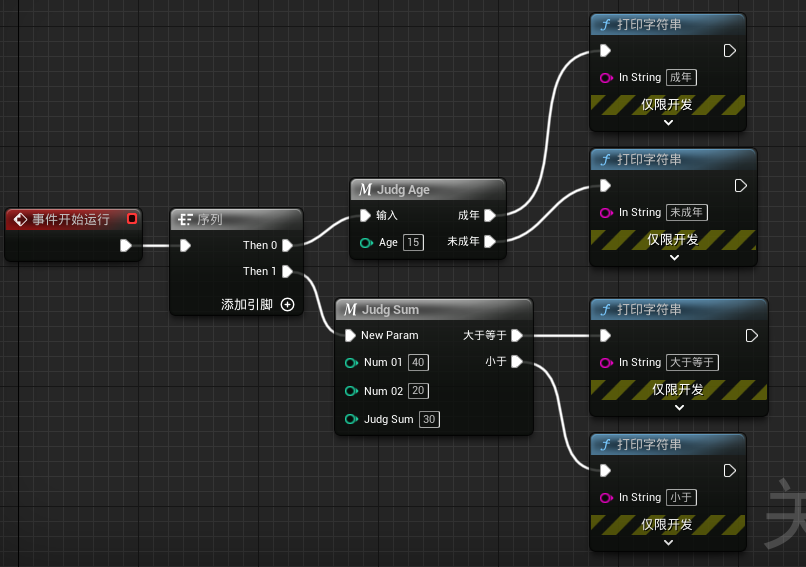 事件开始运行
序列
Then 0
Then 1
添加引脚
Judg Age
输入
成年
Age 15
未成年
Judg Sum
New Param
大于等于
小于
Num 01 40
Num 02 20
Judg Sum 30
打印字符串
In String 成年
仅限开发
打印字符串
In String 未成年
仅限开发
打印字符串
In String 大于等于
仅限开发
打印字符串
In String 小于
仅限开发